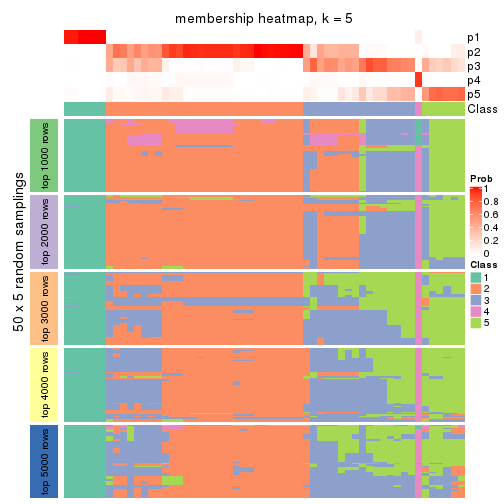 membership heatmap, k = 5
p1
p2
p3
p4
p5
Class
50 x 5 random samplings
top 1000 rows
top 2000 rows
top 3000 rows
top 4000 rows
top 5000 rows
Prob
1
0.8
0.6
0.4
0.2
0
Class
1
2
3
4
5